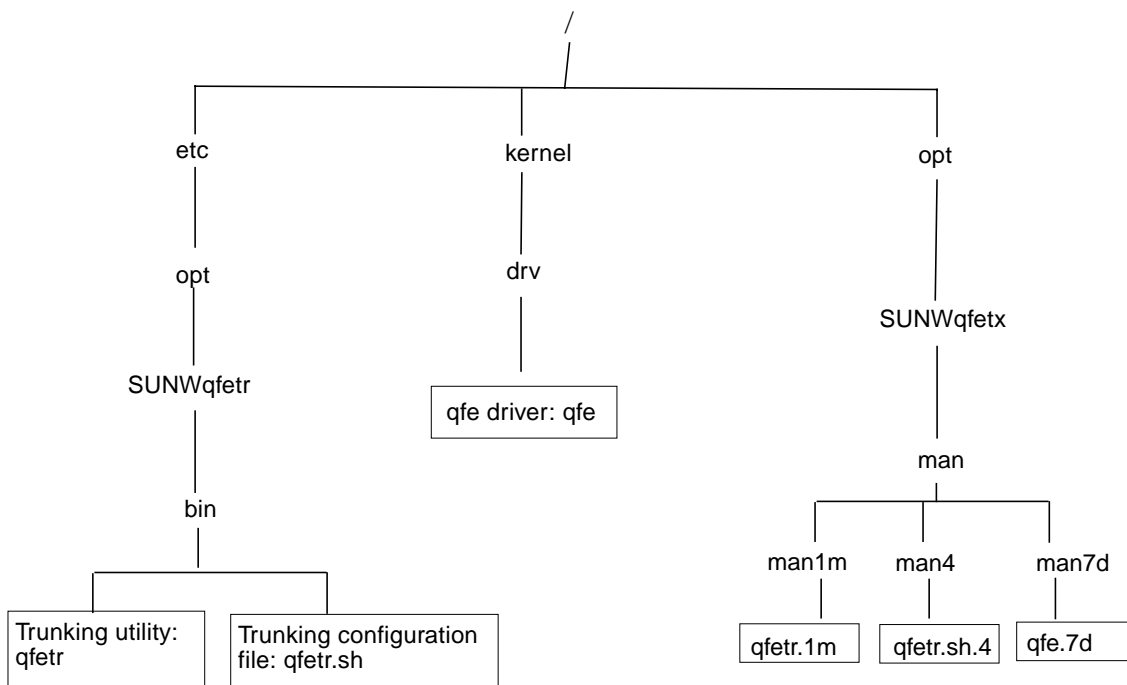 /
etc
kernel
opt
opt
drv
SUNWqfetx
SUNWqfetr
qfe driver: qfe
man
bin
man1m
man4
man7d
Trunking utility:
qfetr
Trunking configuration
file: qfetr.sh
qfetr.1m
qfetr.sh.4
qfe.7d